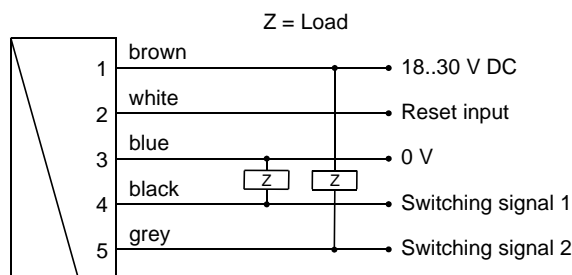 Z = Load
1 brown 18..30 V DC
2 white Reset input
3 blue 0 V
Z Z
4 black Switching signal 1
5 grey Switching signal 2